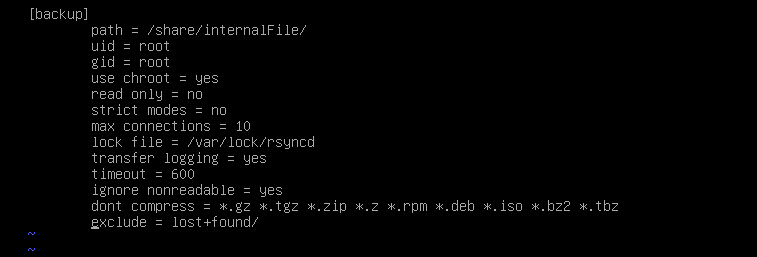 [backup]
path = /share/internalFile/
uid = root
gid = root
use chroot = yes
read only = no
strict modes = no
max connections = 10
lock file = /var/lock/rsyncd
transfer logging = yes
timeout = 600
ignore nonreadable = yes
dont compress = *.gz *.tgz *.zip *.z *.rpm *.deb *.iso *.bz2 *.tbz
exclude = lost+found/
~
~